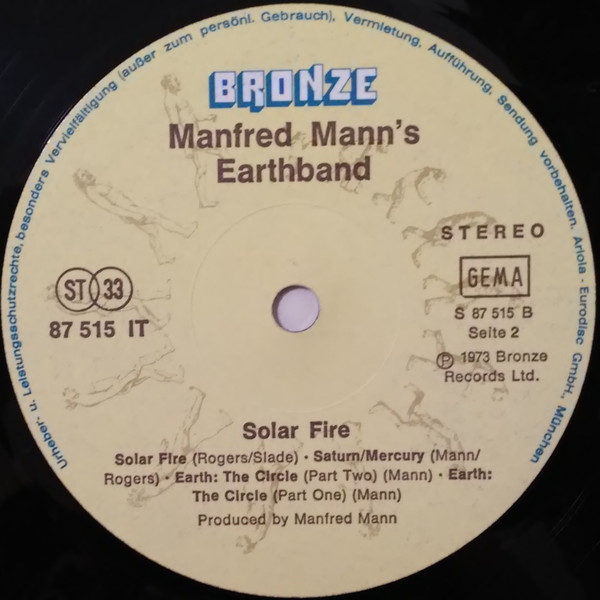 Urheber- u. Leistungsschutzrechte, besonders Vervielfältigung (außer zum persönl. Gebrauch), Vermietung, Aufführung, Sendung vorbehalten. Ariola - Eurodisc GmbH., München
BRONZE
Manfred Mann's
Earthband
STEREO
ST 33
GEMA
87 515 IT
S 87 515 B
Seite 2
Ⓟ 1973 Bronze
Records Ltd.
Solar Fire
Solar Fire (Rogers/Slade) · Saturn/Mercury (Mann/
Rogers) · Earth: The Circle (Part Two) (Mann) · Earth:
The Circle (Part One) (Mann)
Produced by Manfred Mann